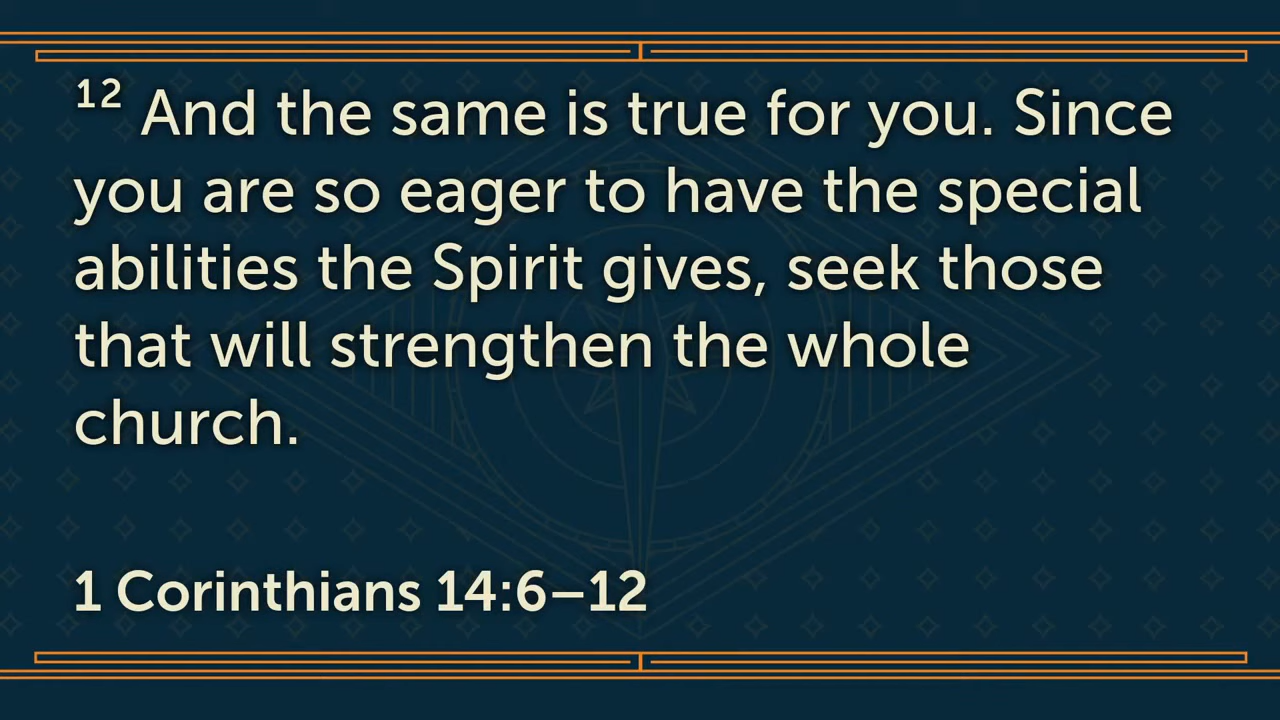 12 And the same is true for you. Since
you are so eager to have the special
abilities the Spirit gives, seek those
that will strengthen the whole
church.
1 Corinthians 14:6–12